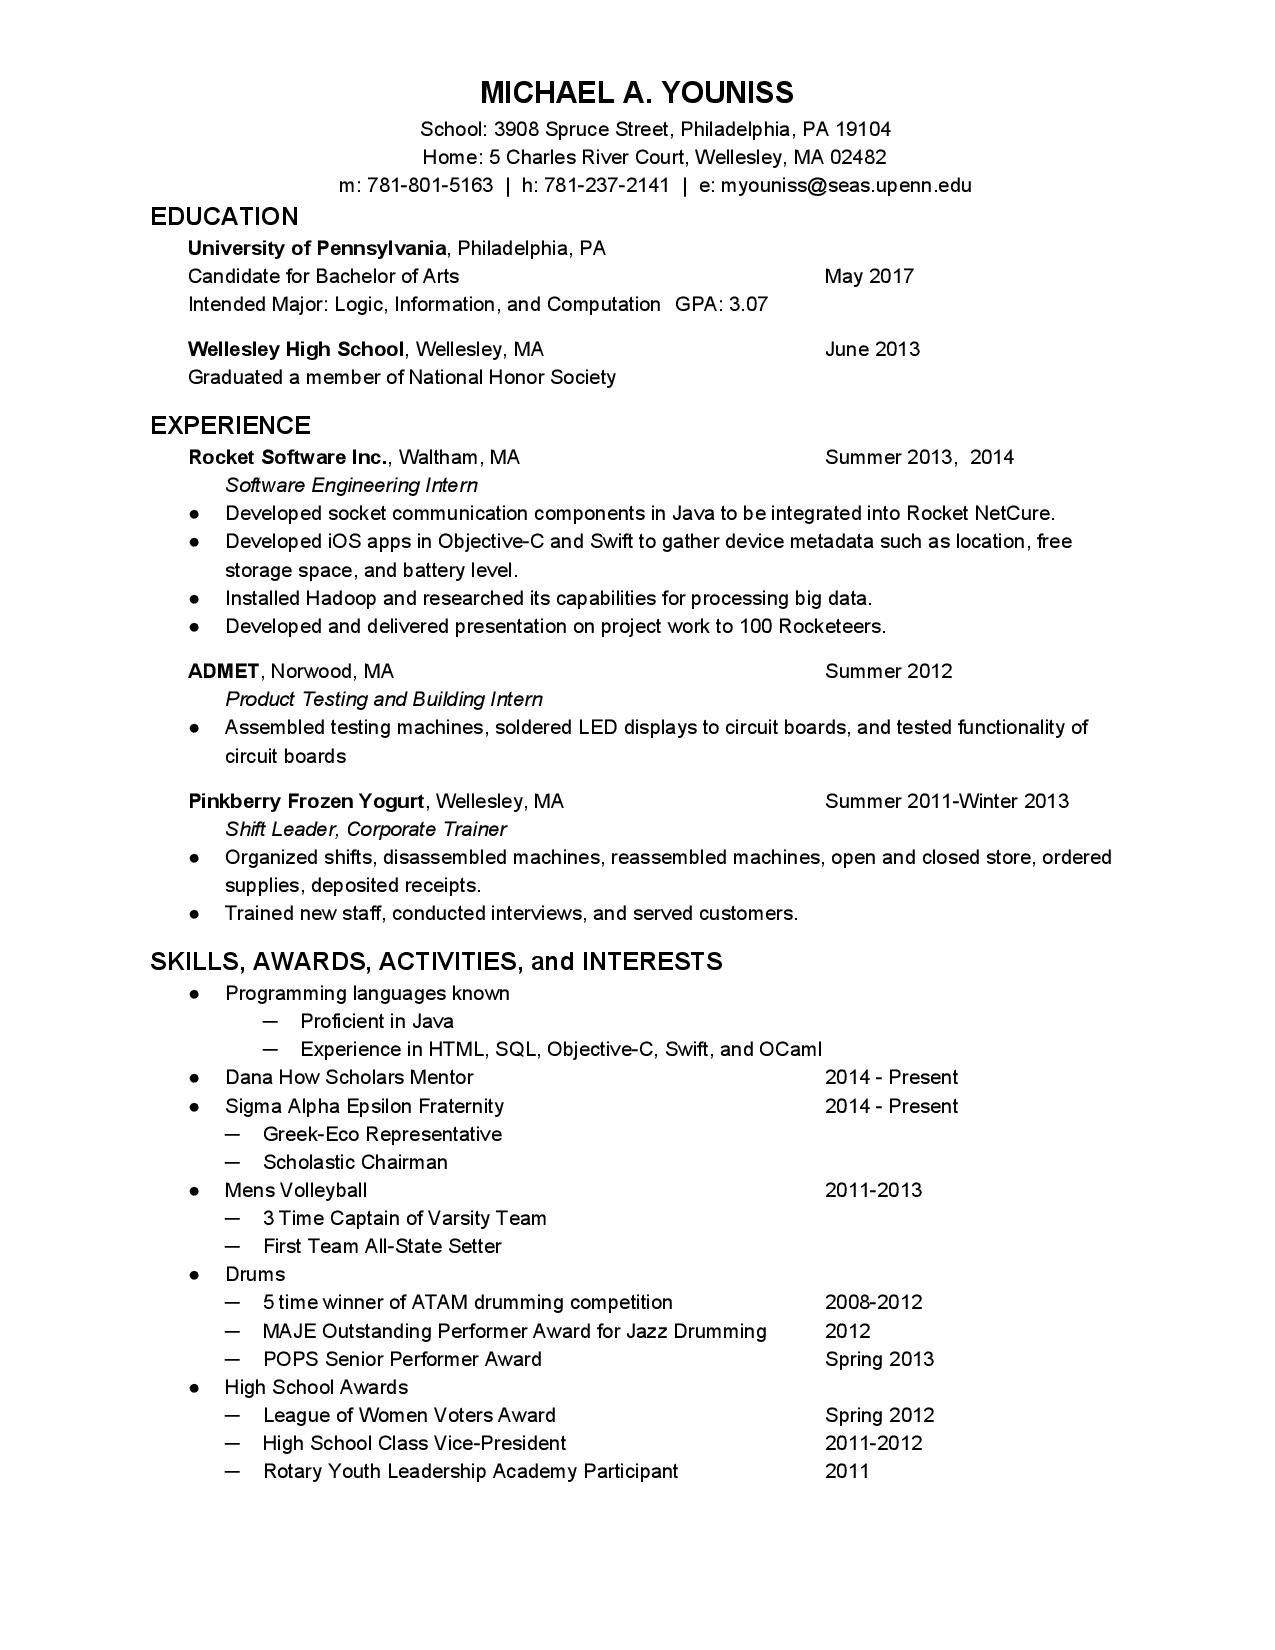 MICHAEL A. YOUNISS
School: 3908 Spruce Street, Philadelphia, PA 19104
Home: 5 Charles River Court, Wellesley, MA 02482
m: 781-801-5163 | h: 781-237-2141 | e: myouniss@seas.upenn.edu
EDUCATION
University of Pennsylvania, Philadelphia, PA
Candidate for Bachelor of Arts May 2017
Intended Major: Logic, Information, and Computation GPA: 3.07
Wellesley High School, Wellesley, MA June 2013
Graduated a member of National Honor Society
EXPERIENCE
Rocket Software Inc., Waltham, MA Summer 2013, 2014
Software Engineering Intern
● Developed socket communication components in Java to be integrated into Rocket NetCure.
● Developed iOS apps in Objective-C and Swift to gather device metadata such as location, free
storage space, and battery level.
● Installed Hadoop and researched its capabilities for processing big data.
● Developed and delivered presentation on project work to 100 Rocketeers.
ADMET, Norwood, MA Summer 2012
Product Testing and Building Intern
● Assembled testing machines, soldered LED displays to circuit boards, and tested functionality of
circuit boards
Pinkberry Frozen Yogurt, Wellesley, MA Summer 2011-Winter 2013
Shift Leader, Corporate Trainer
● Organized shifts, disassembled machines, reassembled machines, open and closed store, ordered
supplies, deposited receipts.
● Trained new staff, conducted interviews, and served customers.
SKILLS, AWARDS, ACTIVITIES, and INTERESTS
● Programming languages known
— Proficient in Java
— Experience in HTML, SQL, Objective-C, Swift, and OCaml
● Dana How Scholars Mentor 2014 - Present
● Sigma Alpha Epsilon Fraternity 2014 - Present
— Greek-Eco Representative
— Scholastic Chairman
● Mens Volleyball 2011-2013
— 3 Time Captain of Varsity Team
— First Team All-State Setter
● Drums
— 5 time winner of ATAM drumming competition 2008-2012
— MAJE Outstanding Performer Award for Jazz Drumming 2012
— POPS Senior Performer Award Spring 2013
● High School Awards
— League of Women Voters Award Spring 2012
— High School Class Vice-President 2011-2012
— Rotary Youth Leadership Academy Participant 2011